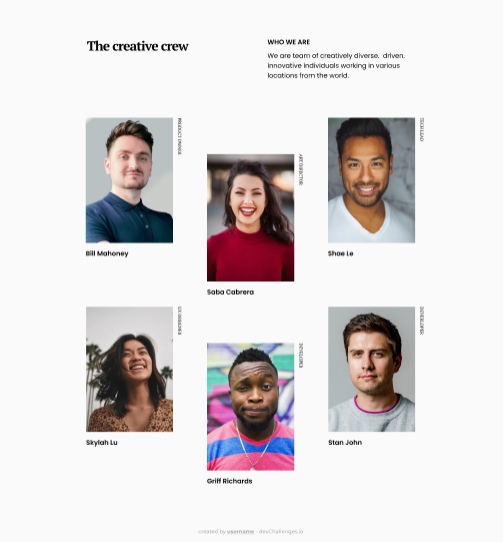 The creative crew
WHO WE ARE
We are team of creatively diverse. driven.
innovative individuals working in various
locations from the world.
PRODUCT OWNER
Bill Mahoney
ART DIRECTOR
Saba Cabrera
TECH LEAD
Shae Le
UX DESIGNER
Skylah Lu
DEVELOPER
Griff Richards
DEVELOPER
Stan John
created by username - devChallenges.io